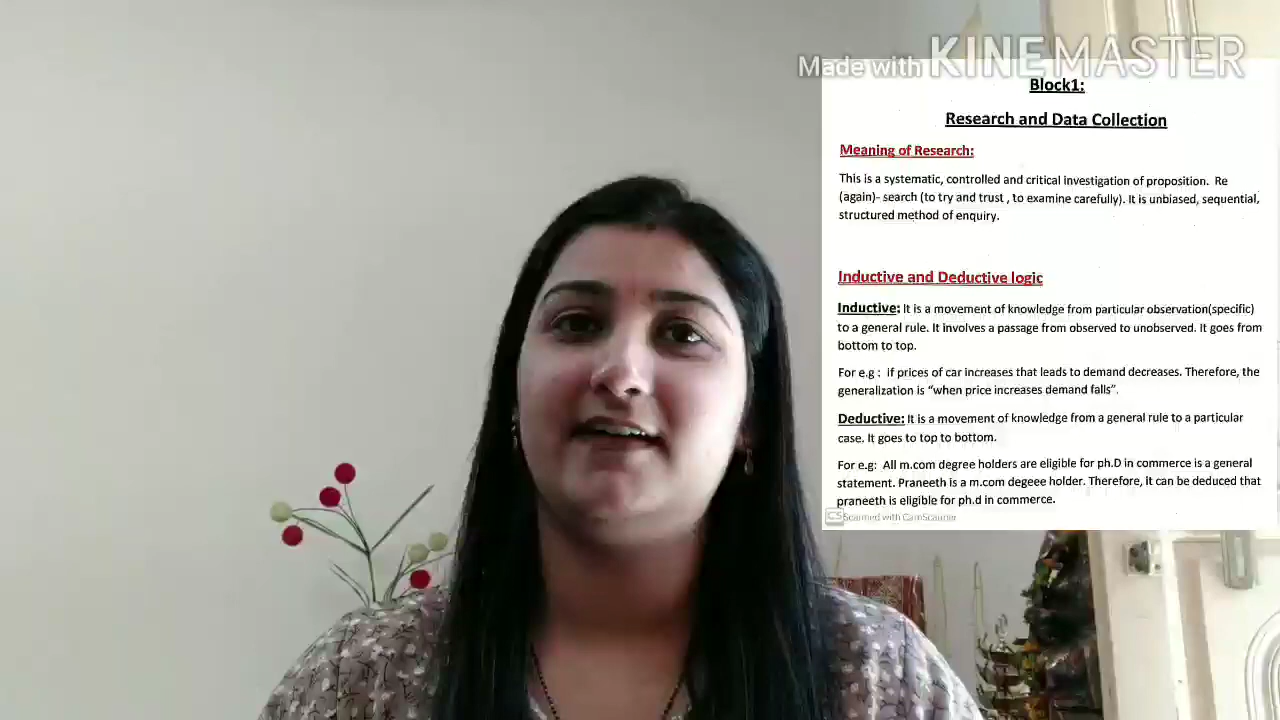 Made with KINEMASTER
Block1:
Research and Data Collection
Meaning of Research:
This is a systematic, controlled and critical investigation of proposition. Re
(again)- search (to try and trust , to examine carefully). It is unbiased, sequential,
structured method of enquiry.
Inductive and Deductive logic
Inductive: It is a movement of knowledge from particular observation(specific)
to a general rule. It involves a passage from observed to unobserved. It goes from
bottom to top.
For e.g : if prices of car increases that leads to demand decreases. Therefore, the
generalization is “when price increases demand falls”.
Deductive: It is a movement of knowledge from a general rule to a particular
case. It goes to top to bottom.
For e.g: All m.com degree holders are eligible for ph.D in commerce is a general
statement. Praneeth is a m.com degeee holder. Therefore, it can be deduced that
praneeth is eligible for ph.d in commerce.
CS Scanned with CamScanner